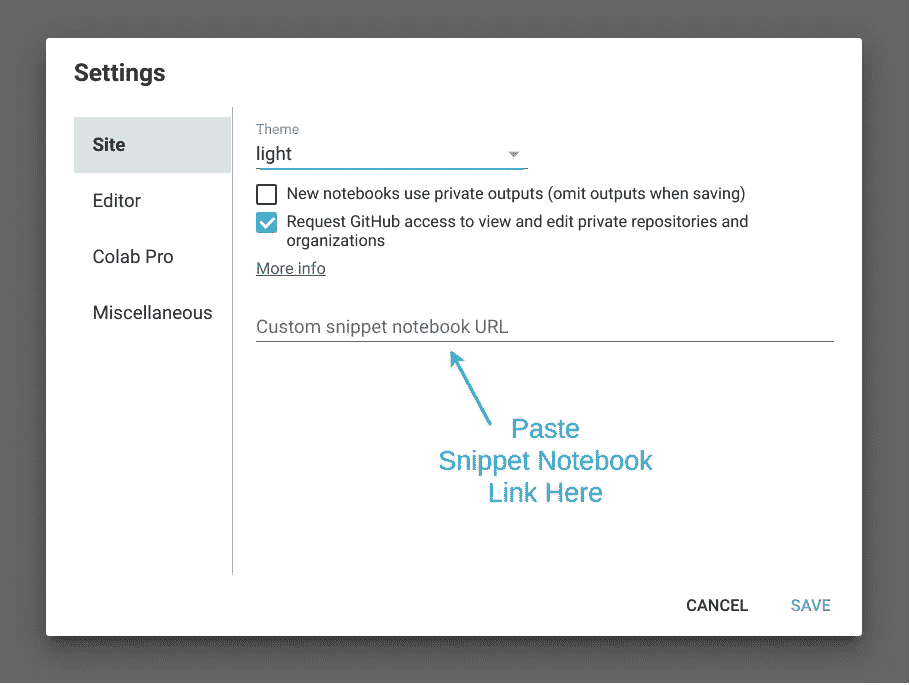 Settings
Site
Editor
Colab Pro
Miscellaneous
Theme
light
New notebooks use private outputs (omit outputs when saving)
Request GitHub access to view and edit private repositories and
organizations
More info
Custom snippet notebook URL
Paste
Snippet Notebook
Link Here
CANCEL
SAVE